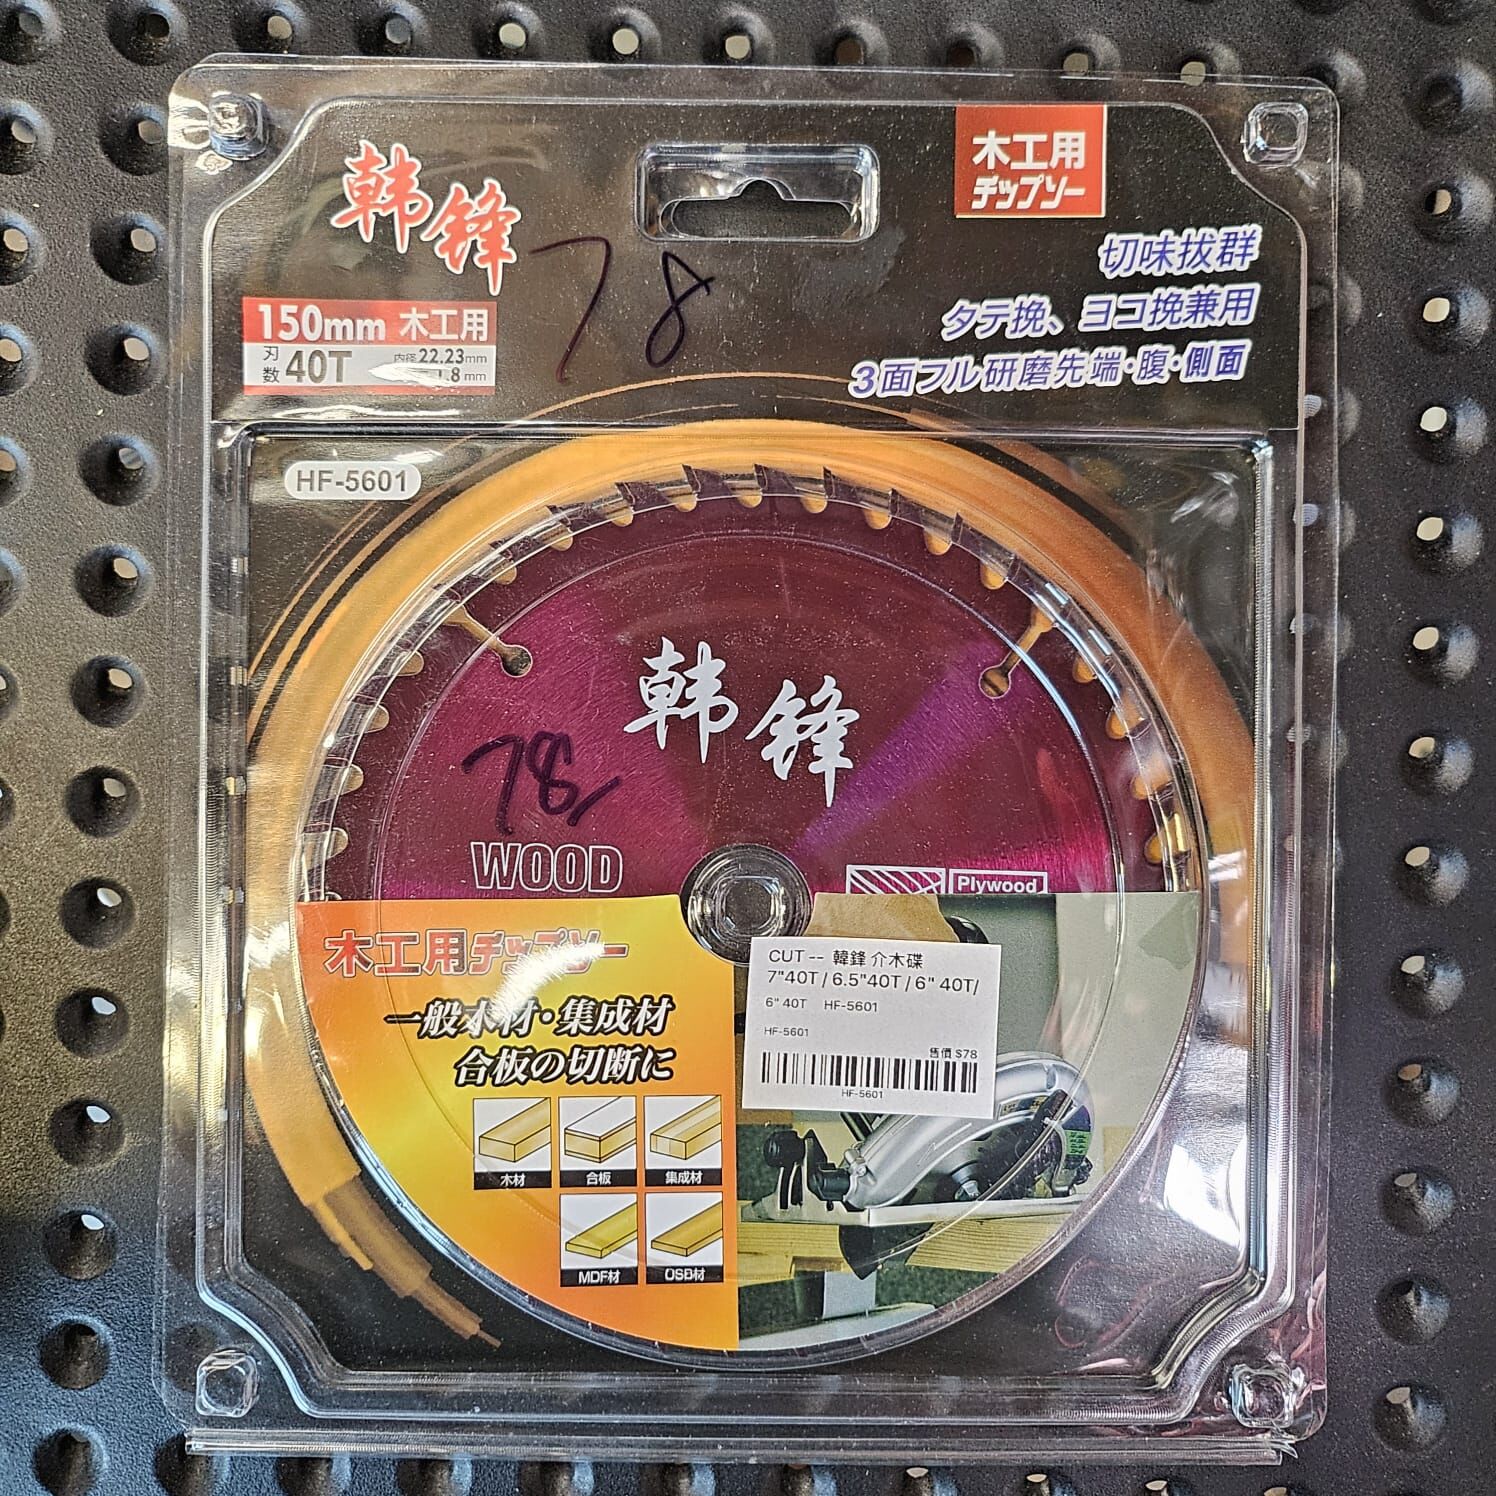 韓鋒
木工用
チップソー
78
150mm 木工用
刃数 40T
内径 22.23mm
1.8mm
切味抜群
タテ挽、ヨコ挽兼用
3面フル研磨先端・腹・側面
HF-5601
韓鋒
78
WOOD
Plywood
木工用チップソー
一般木材・集成材
合板の切断に
木材
合板
集成材
MDF材
OSB材
CUT -- 韓鋒 介木碟
7"40T / 6.5"40T / 6" 40T/
6" 40T HF-5601
HF-5601
售價 $78
HF-5601